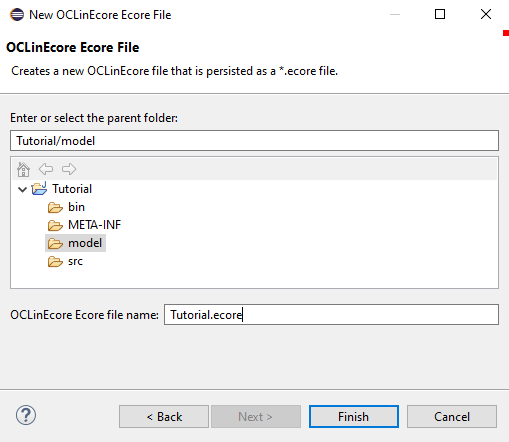 New OCLinEcore Ecore File
OCLinEcore Ecore File
Creates a new OCLinEcore file that is persisted as a *.ecore file.
Enter or select the parent folder:
Tutorial/model
Tutorial
bin
META-INF
model
src
OCLinEcore Ecore file name: Tutorial.ecore
? < Back Next > Finish Cancel